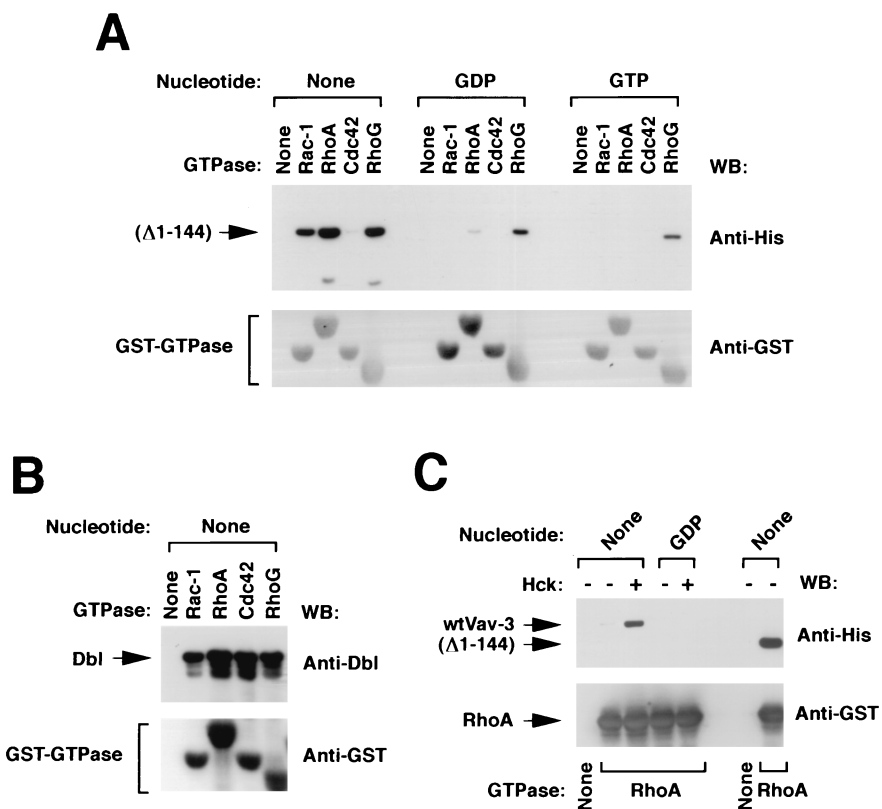 A
Nucleotide: None GDP GTP
GTPase: None Rac-1 RhoA Cdc42 RhoG None Rac-1 RhoA Cdc42 RhoG None Rac-1 RhoA Cdc42 RhoG WB:
(Δ1-144) Anti-His
GST-GTPase Anti-GST
B
Nucleotide: None
GTPase: None Rac-1 RhoA Cdc42 RhoG WB:
Dbl Anti-Dbl
GST-GTPase Anti-GST
C
Nucleotide: None GDP None
Hck: - - + - + - - WB:
wtVav-3
(Δ1-144) Anti-His
RhoA Anti-GST
GTPase: None RhoA None RhoA